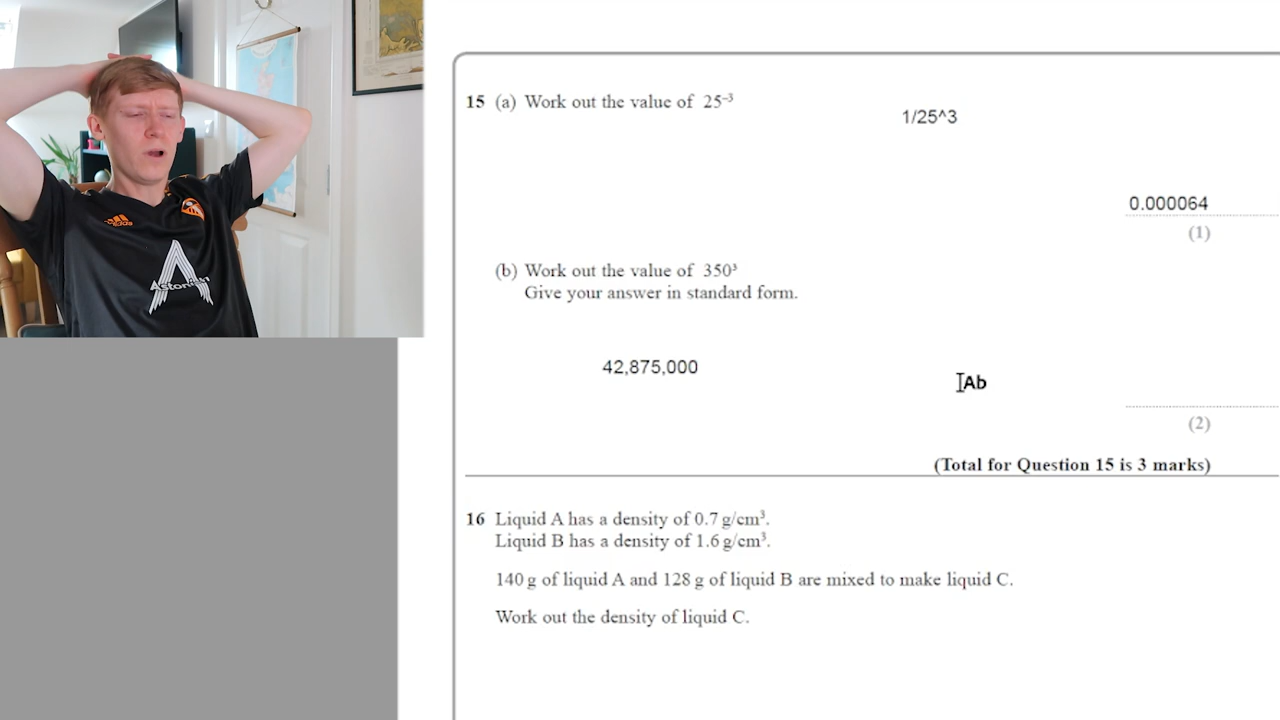 15 (a) Work out the value of 25⁻³
1/25^3
0.000064
(1)
(b) Work out the value of 350³
Give your answer in standard form.
42,875,000
Ab
(2)
(Total for Question 15 is 3 marks)
16 Liquid A has a density of 0.7 g/cm³.
Liquid B has a density of 1.6 g/cm³.
140 g of liquid A and 128 g of liquid B are mixed to make liquid C.
Work out the density of liquid C.
adidas